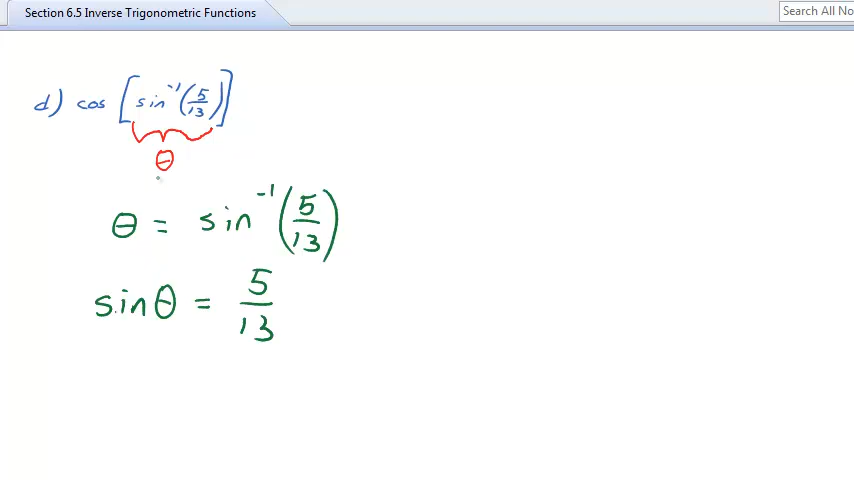 Section 6.5 Inverse Trigonometric Functions
Search All No
d) cos [sin⁻¹(5/13)]
θ
θ = sin⁻¹(5/13)
sinθ = 5/13